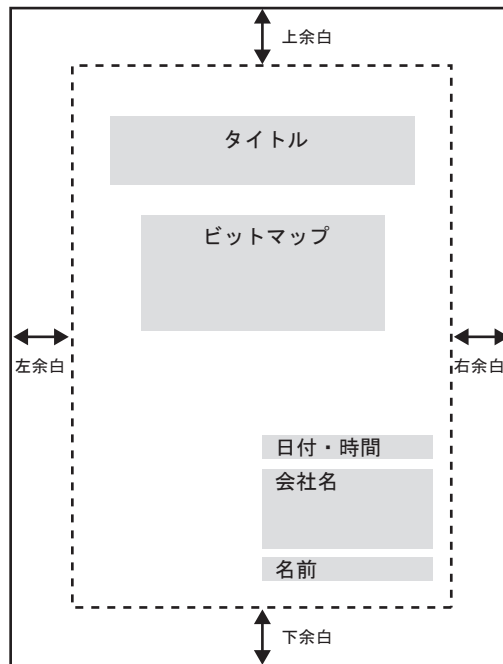 上余白
タイトル
ビットマップ
左余白
右余白
日付・時間
会社名
名前
下余白